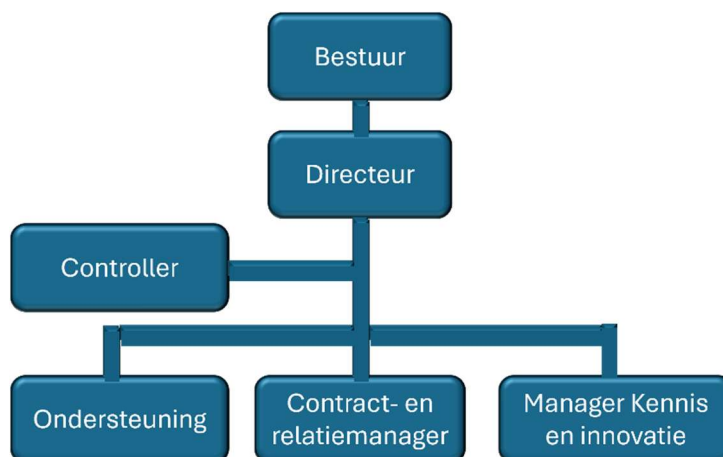 Bestuur
Directeur
Controller
Ondersteuning
Contract- en
relatiemanager
Manager Kennis
en innovatie